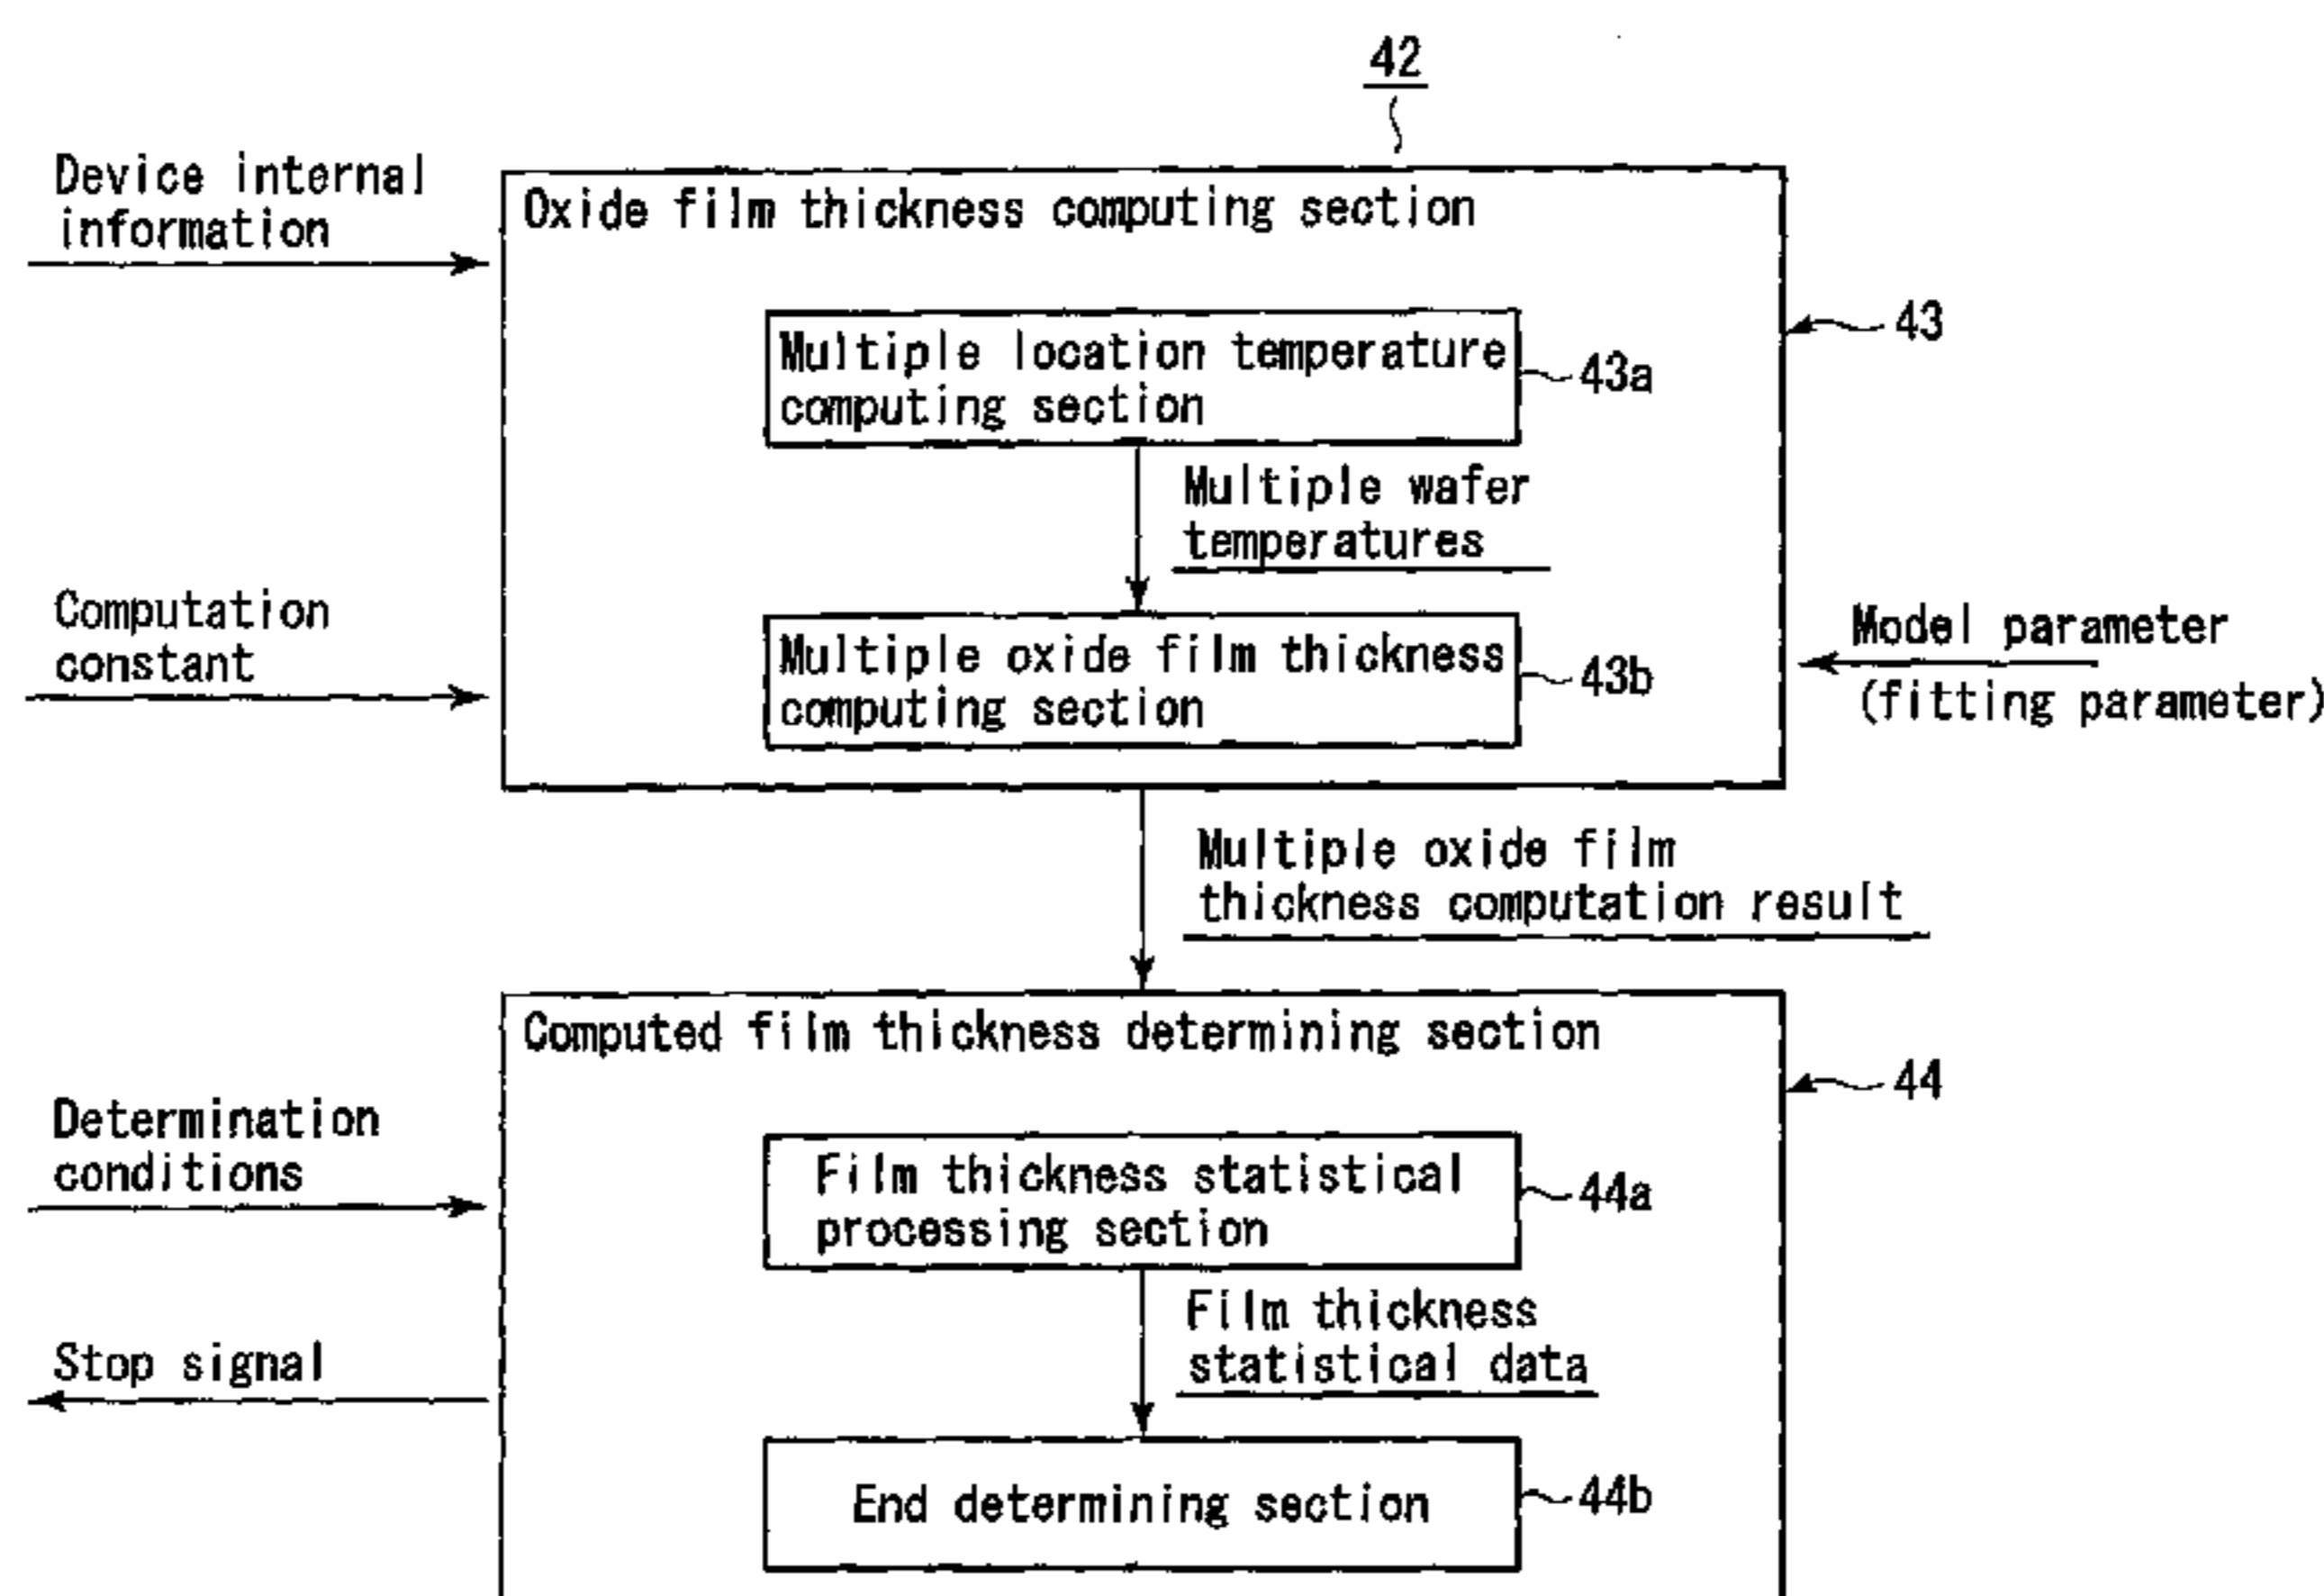 42
Device internal
information
Oxide film thickness computing section
43
Multiple location temperature
computing section
43a
Multiple wafer
temperatures
Computation
constant
Multiple oxide film thickness
computing section
43b
Model parameter
(fitting parameter)
Multiple oxide film
thickness computation result
Computed film thickness determining section
44
Determination
conditions
Film thickness statistical
processing section
44a
Film thickness
statistical data
Stop signal
End determining section
44b